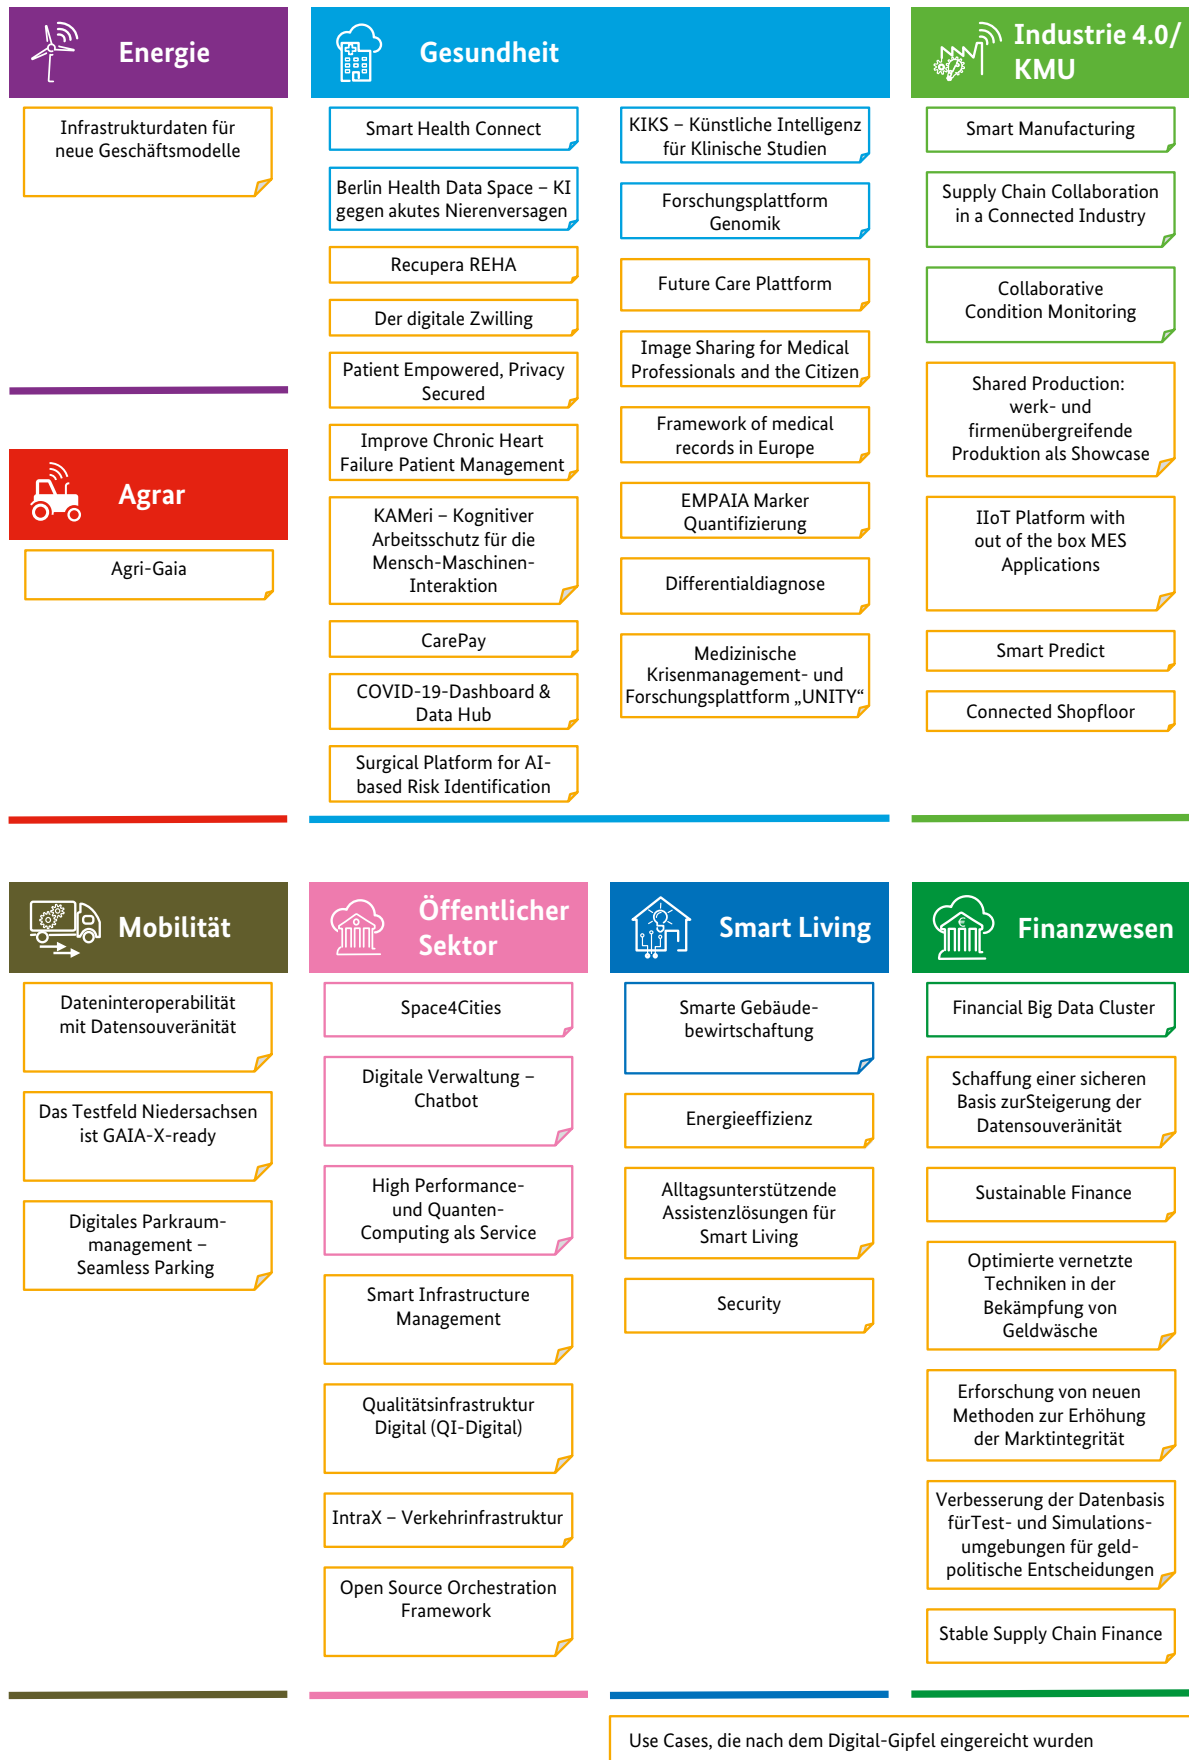 Energie
Infrastrukturdaten für
neue Geschäftsmodelle
Agrar
Agri-Gaia
Gesundheit
Smart Health Connect
Berlin Health Data Space – KI
gegen akutes Nierenversagen
Recupera REHA
Der digitale Zwilling
Patient Empowered, Privacy
Secured
Improve Chronic Heart
Failure Patient Management
KAMeri – Kognitiver
Arbeitsschutz für die
Mensch-Maschinen-
Interaktion
CarePay
COVID-19-Dashboard &
Data Hub
Surgical Platform for AI-
based Risk Identification
KIKS – Künstliche Intelligenz
für Klinische Studien
Forschungsplattform
Genomik
Future Care Plattform
Image Sharing for Medical
Professionals and the Citizen
Framework of medical
records in Europe
EMPAIA Marker
Quantifizierung
Differentialdiagnose
Medizinische
Krisenmanagement- und
Forschungsplattform „UNITY“
Industrie 4.0/
KMU
Smart Manufacturing
Supply Chain Collaboration
in a Connected Industry
Collaborative
Condition Monitoring
Shared Production:
werk- und
firmenübergreifende
Produktion als Showcase
IIoT Platform with
out of the box MES
Applications
Smart Predict
Connected Shopfloor
Mobilität
Dateninteroperabilität
mit Datensouveränität
Das Testfeld Niedersachsen
ist GAIA-X-ready
Digitales Parkraum-
management –
Seamless Parking
Öffentlicher
Sektor
Space4Cities
Digitale Verwaltung –
Chatbot
High Performance-
und Quanten-
Computing als Service
Smart Infrastructure
Management
Qualitätsinfrastruktur
Digital (QI-Digital)
IntraX – Verkehrinfrastruktur
Open Source Orchestration
Framework
Smart Living
Smarte Gebäude-
bewirtschaftung
Energieeffizienz
Alltagsunterstützende
Assistenzlösungen für
Smart Living
Security
Finanzwesen
Financial Big Data Cluster
Schaffung einer sicheren
Basis zurSteigerung der
Datensouveränität
Sustainable Finance
Optimierte vernetzte
Techniken in der
Bekämpfung von
Geldwäsche
Erforschung von neuen
Methoden zur Erhöhung
der Marktintegrität
Verbesserung der Datenbasis
fürTest- und Simulations-
umgebungen für geld-
politische Entscheidungen
Stable Supply Chain Finance
Use Cases, die nach dem Digital-Gipfel eingereicht wurden